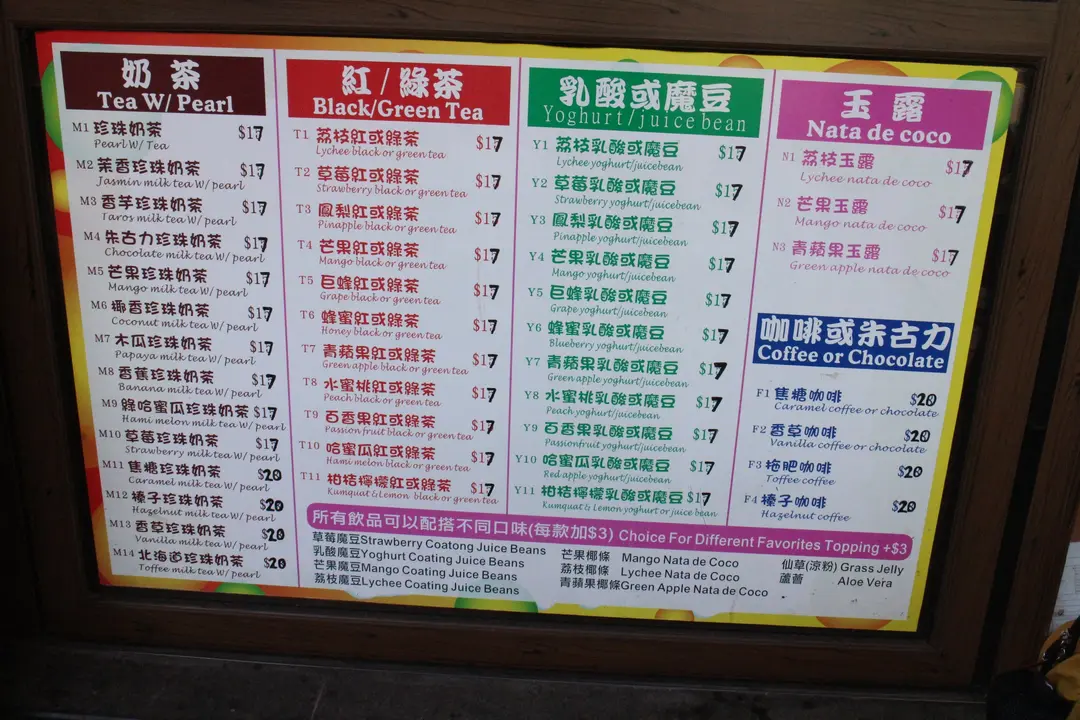 奶 茶
Tea W/ Pearl
M1 珍珠奶茶 $17
Pearl W/ Tea
M2 茉香珍珠奶茶 $17
Jasmin milk tea W/ pearl
M3 香芋珍珠奶茶 $17
Taros milk tea W/ pearl
M4 朱古力珍珠奶茶 $17
Chocolate milk tea W/ pearl
M5 芒果珍珠奶茶 $17
Mango milk tea W/ pearl
M6 椰香珍珠奶茶 $17
Coconut milk tea W/ pearl
M7 木瓜珍珠奶茶 $17
Papaya milk tea W/ pearl
M8 香蕉珍珠奶茶 $17
Banana milk tea W/ pearl
M9 綠哈蜜瓜珍珠奶茶 $17
Hami melon milk tea W/ pearl
M10 草莓珍珠奶茶 $17
Strawberry milk tea W/ pearl
M11 焦糖珍珠奶茶 $20
Caramel milk tea W/ pearl
M12 榛子珍珠奶茶 $20
Hazelnut milk tea W/ pearl
M13 香草珍珠奶茶 $20
Vanilla milk tea W/ pearl
M14 北海道珍珠奶茶 $20
Toffee milk tea W/ pearl
紅 / 綠茶
Black/Green Tea
T1 荔枝紅或綠茶 $17
Lychee black or green tea
T2 草莓紅或綠茶 $17
Strawberry black or green tea
T3 鳳梨紅或綠茶 $17
Pinapple black or green tea
T4 芒果紅或綠茶 $17
Mango black or green tea
T5 巨蜂紅或綠茶 $17
Grape black or green tea
T6 蜂蜜紅或綠茶 $17
Honey black or green tea
T7 青蘋果紅或綠茶 $17
Green apple black or green tea
T8 水蜜桃紅或綠茶 $17
Peach black or green tea
T9 百香果紅或綠茶 $17
Passion fruit black or green tea
T10 哈蜜瓜紅或綠茶 $17
Hami melon black or green tea
T11 柑桔檸檬紅或綠茶 $17
Kumquat & Lemon black or green tea
乳酸或魔豆
Yoghurt/juice bean
Y1 荔枝乳酸或魔豆 $17
Lychee yoghurt/juicebean
Y2 草莓乳酸或魔豆 $17
Strawberry yoghurt/juicebean
Y3 鳳梨乳酸或魔豆 $17
Pinapple yoghurt/juicebean
Y4 芒果乳酸或魔豆 $17
Mango yoghurt/juicebean
Y5 巨蜂乳酸或魔豆 $17
Grape yoghurt/juicebean
Y6 蜂蜜乳酸或魔豆 $17
Blueberry yoghurt/juicebean
Y7 青蘋果乳酸或魔豆 $17
Green apple yoghurt/juicebean
Y8 水蜜桃乳酸或魔豆 $17
Peach yoghurt/juicebean
Y9 百香果乳酸或魔豆 $17
Passionfruit yoghurt/juicebean
Y10 哈蜜瓜乳酸或魔豆 $17
Red apple yoghurt/juicebean
Y11 柑桔檸檬乳酸或魔豆 $17
Kumquat & Lemon yoghurt or juice bean
玉 露
Nata de coco
N1 荔枝玉露 $17
Lychee nata de coco
N2 芒果玉露 $17
Mango nata de coco
N3 青蘋果玉露 $17
Green apple nata de coco
咖啡或朱古力
Coffee or Chocolate
F1 焦糖咖啡 $20
Caramel coffee or chocolate
F2 香草咖啡 $20
Vanilla coffee or chocolate
F3 拖肥咖啡 $20
Toffee coffee
F4 榛子咖啡 $20
Hazelnut coffee
所有飲品可以配搭不同口味(每款加$3) Choice For Different Favorites Topping +$3
草莓魔豆Strawberry Coatong Juice Beans
乳酸魔豆Yoghurt Coating Juice Beans
芒果魔豆Mango Coating Juice Beans
荔枝魔豆Lychee Coating Juice Beans
芒果椰條 Mango Nata de Coco
荔枝椰條 Lychee Nata de Coco
青蘋果椰條Green Apple Nata de Coco
仙草(涼粉) Grass Jelly
蘆薈 Aloe Vera